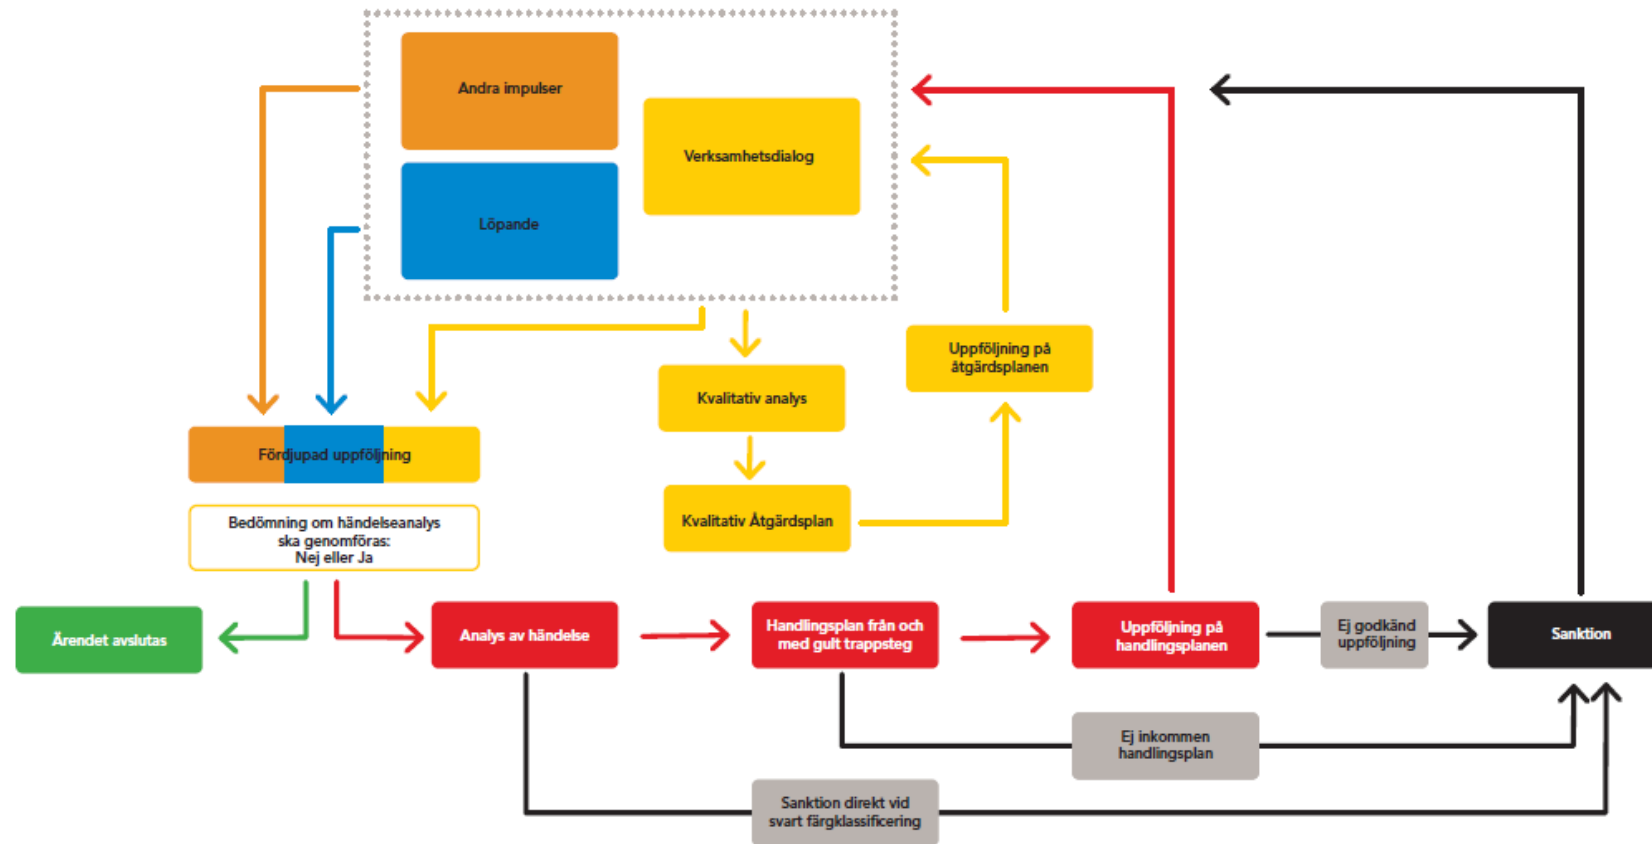 Andra impulser
Verksamhetsdialog
Löpande
Uppföljning på
åtgärdsplanen
Kvalitativ analys
Fördjupad uppföljning
Kvalitativ Åtgärdsplan
Bedömning om händelseanalys
ska genomföras:
Nej eller Ja
Ärendet avslutas
Analys av händelse
Handlingsplan från och
med gult trappsteg
Uppföljning på
handlingsplanen
Ej godkänd
uppföljning
Sanktion
Ej inkommen
handlingsplan
Sanktion direkt vid
svart färgklassificering